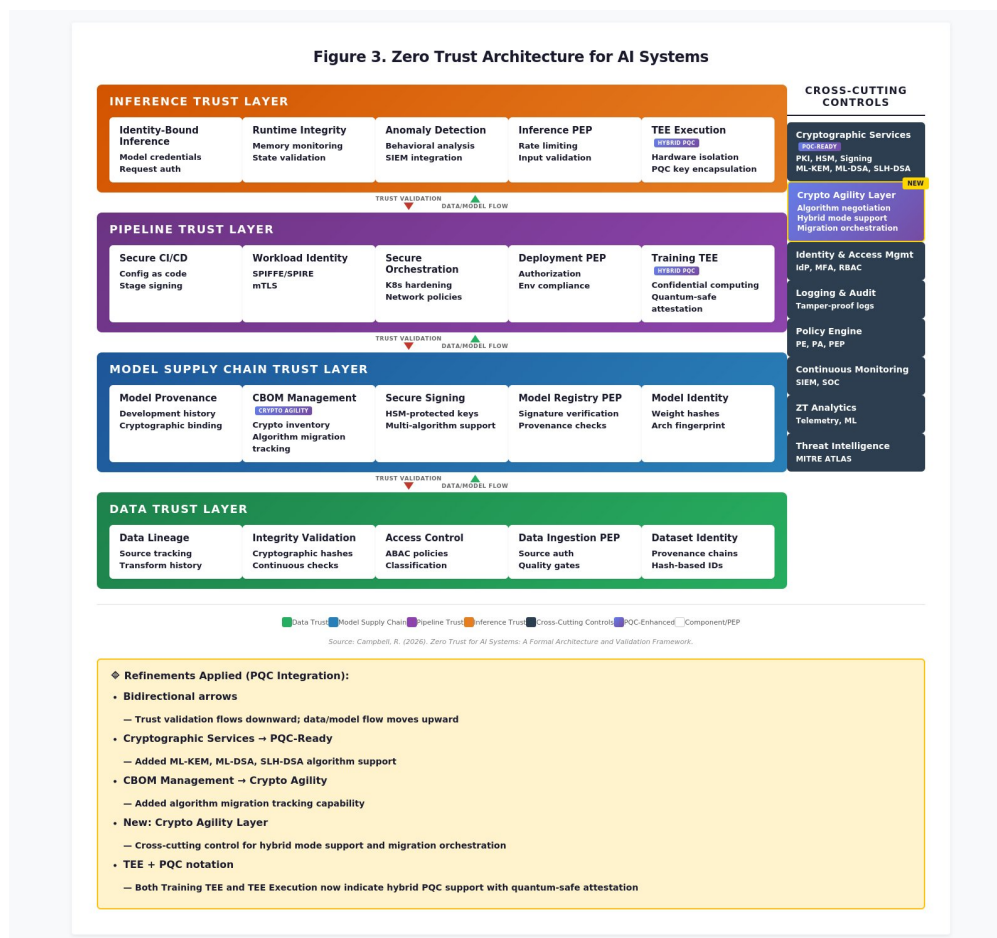 Figure 3. Zero Trust Architecture for AI Systems
INFERENCE TRUST LAYER
Identity-Bound
Inference
Model credentials
Request auth
Runtime Integrity
Memory monitoring
State validation
Anomaly Detection
Behavioral analysis
SIEM integration
Inference PEP
Rate limiting
Input validation
TEE Execution
HYBRID PQC
Hardware isolation
PQC key encapsulation
TRUST VALIDATION
DATA/MODEL FLOW
PIPELINE TRUST LAYER
Secure CI/CD
Config as code
Stage signing
Workload Identity
SPIFFE/SPIRE
mTLS
Secure
Orchestration
K8s hardening
Network policies
Deployment PEP
Authorization
Env compliance
Training TEE
HYBRID PQC
Confidential computing
Quantum-safe
attestation
TRUST VALIDATION
DATA/MODEL FLOW
MODEL SUPPLY CHAIN TRUST LAYER
Model Provenance
Development history
Cryptographic binding
CBOM Management
CRYPTO AGILITY
Crypto inventory
Algorithm migration
tracking
Secure Signing
HSM-protected keys
Multi-algorithm support
Model Registry PEP
Signature verification
Provenance checks
Model Identity
Weight hashes
Arch fingerprint
TRUST VALIDATION
DATA/MODEL FLOW
DATA TRUST LAYER
Data Lineage
Source tracking
Transform history
Integrity Validation
Cryptographic hashes
Continuous checks
Access Control
ABAC policies
Classification
Data Ingestion PEP
Source auth
Quality gates
Dataset Identity
Provenance chains
Hash-based IDs
CROSS-CUTTING
CONTROLS
Cryptographic Services
PQC-READY
PKI, HSM, Signing
ML-KEM, ML-DSA, SLH-DSA
NEW
Crypto Agility Layer
Algorithm negotiation
Hybrid mode support
Migration orchestration
Identity & Access Mgmt
IdP, MFA, RBAC
Logging & Audit
Tamper-proof logs
Policy Engine
PE, PA, PEP
Continuous Monitoring
SIEM, SOC
ZT Analytics
Telemetry, ML
Threat Intelligence
MITRE ATLAS
Data Trust Model Supply Chain Pipeline Trust Inference Trust Cross-Cutting Controls PQC-Enhanced Component/PEP
Source: Campbell, R. (2026). Zero Trust for AI Systems: A Formal Architecture and Validation Framework.
Refinements Applied (PQC Integration):
• Bidirectional arrows
— Trust validation flows downward; data/model flow moves upward
• Cryptographic Services → PQC-Ready
— Added ML-KEM, ML-DSA, SLH-DSA algorithm support
• CBOM Management → Crypto Agility
— Added algorithm migration tracking capability
• New: Crypto Agility Layer
— Cross-cutting control for hybrid mode support and migration orchestration
• TEE + PQC notation
— Both Training TEE and TEE Execution now indicate hybrid PQC support with quantum-safe attestation